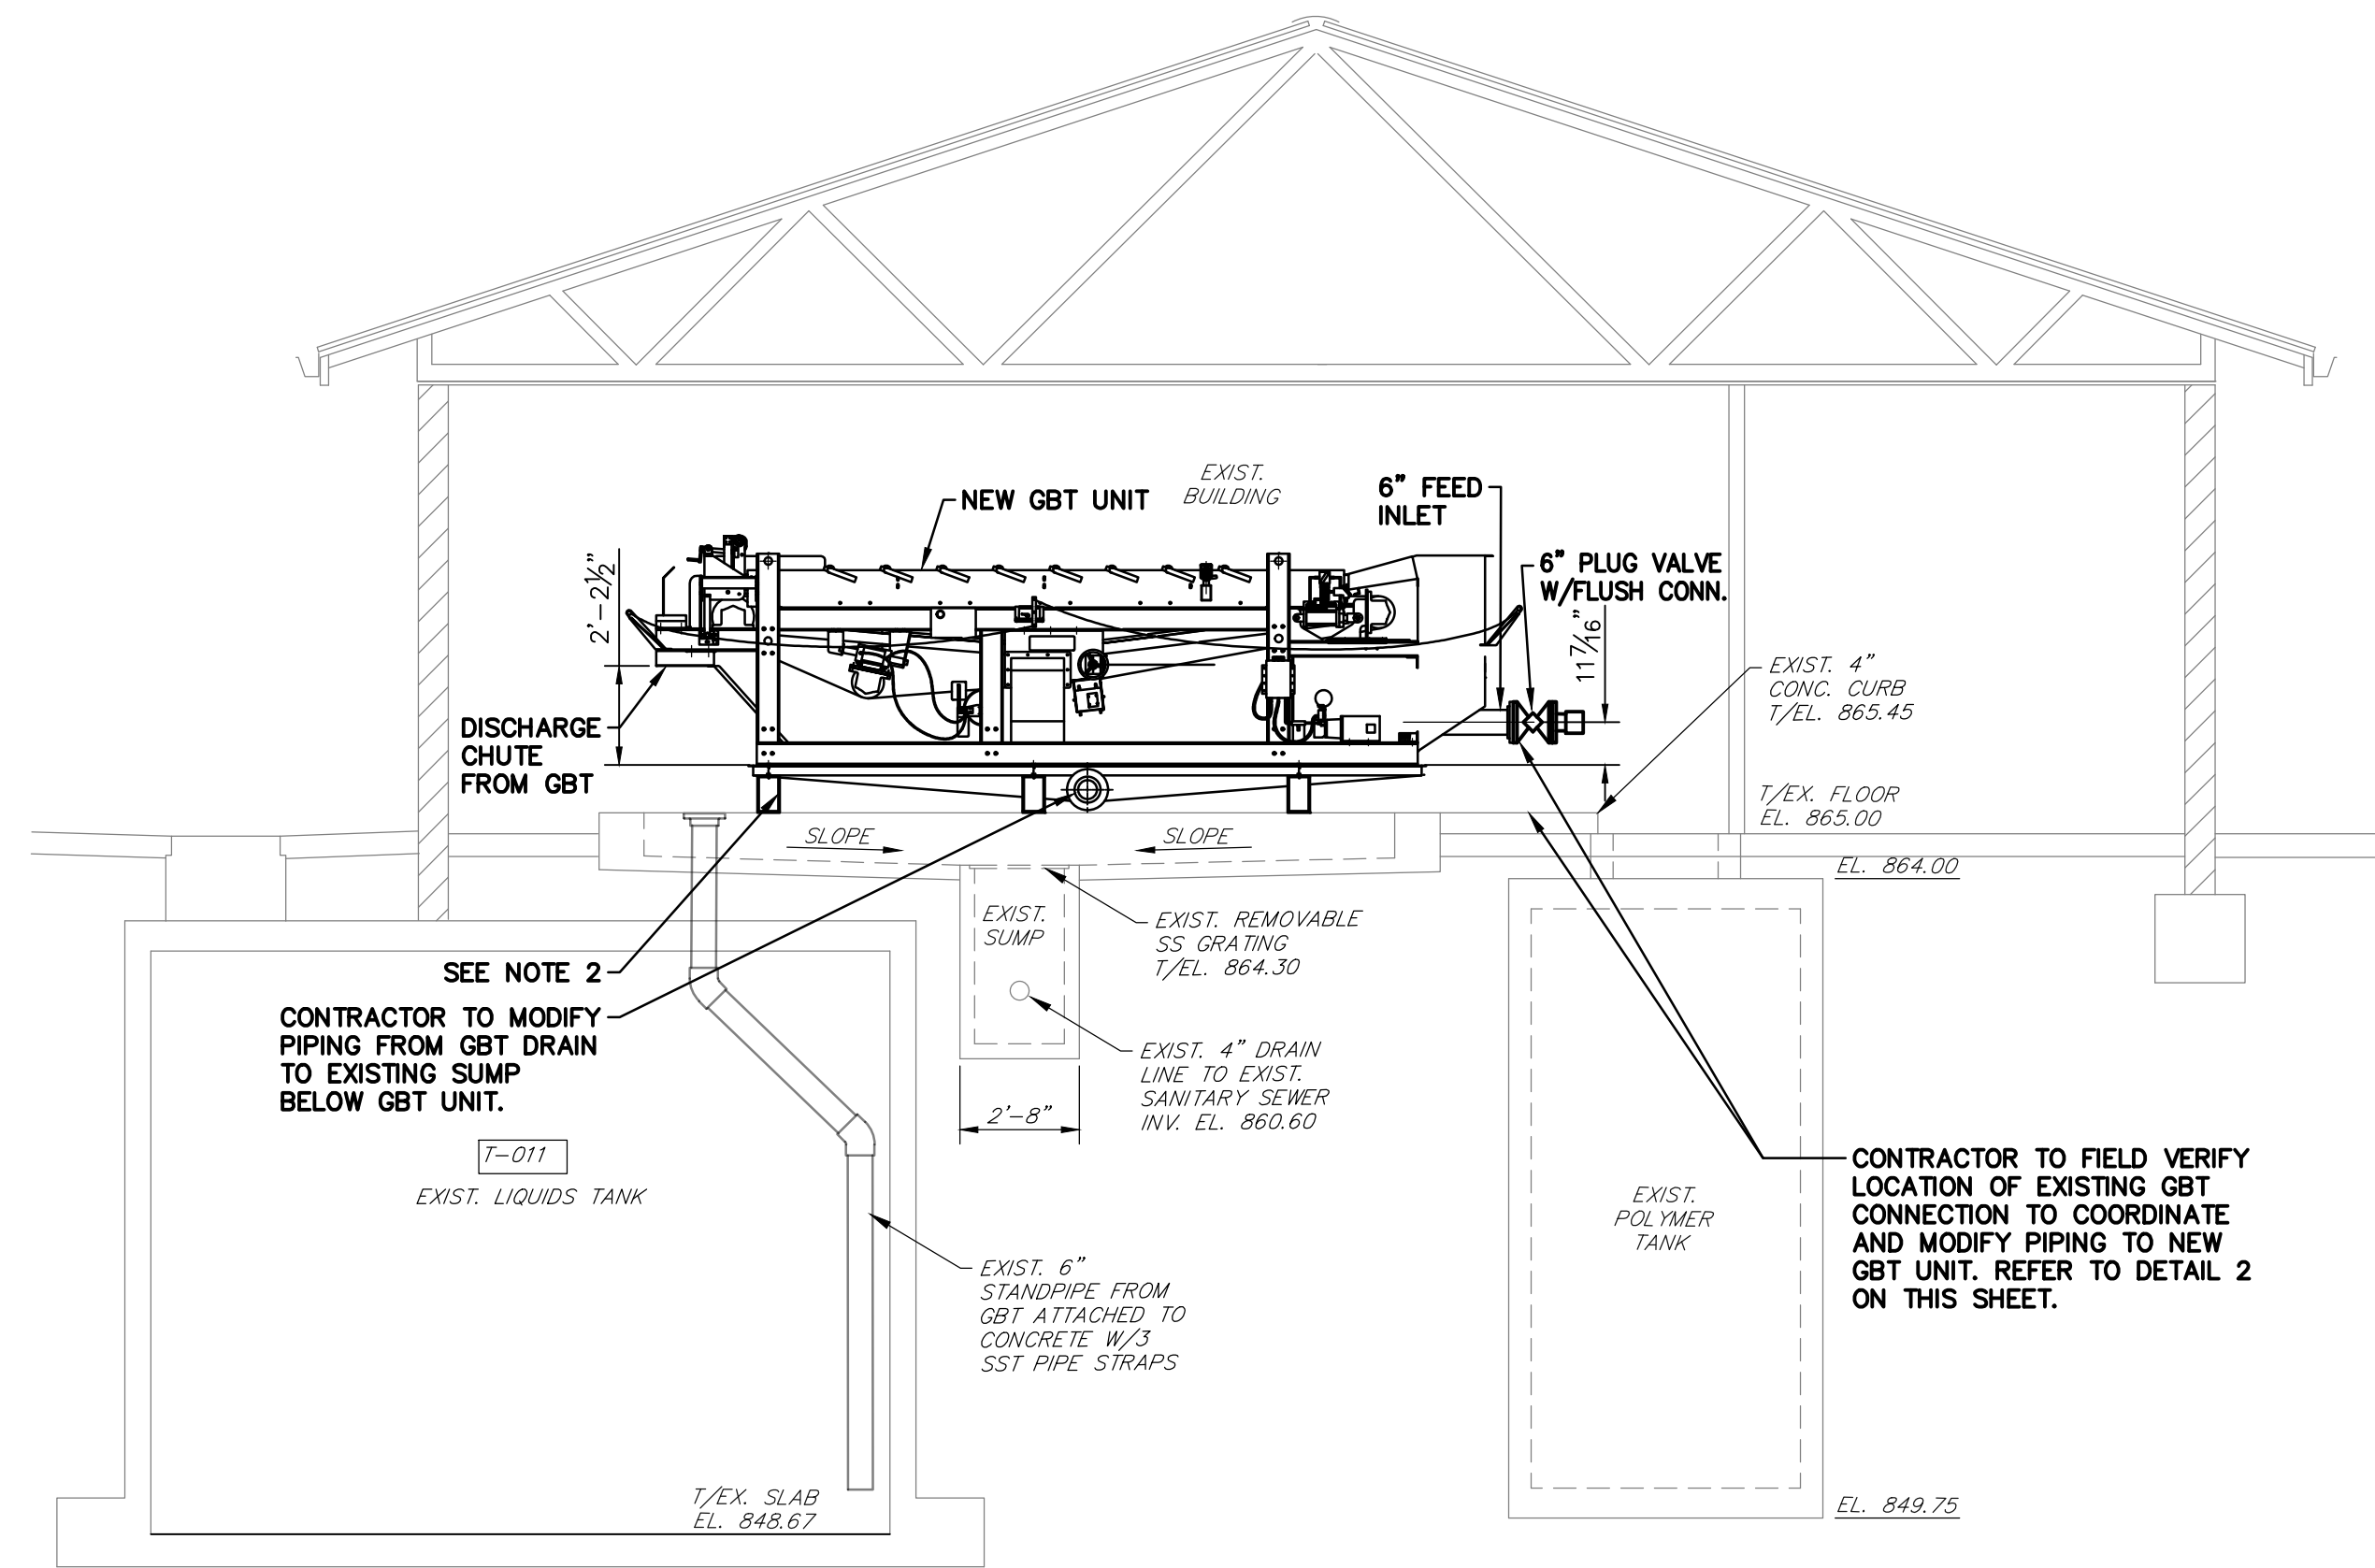 EXIST.
BUILDING
NEW GBT UNIT
6" FEED
INLET
6" PLUG VALVE
W/FLUSH CONN.
2'-2½"
11 7/16"
EXIST. 4"
CONC. CURB
T/EL. 865.45
DISCHARGE
CHUTE
FROM GBT
T/EX. FLOOR
EL. 865.00
SLOPE
SLOPE
EL. 864.00
EXIST.
SUMP
EXIST. REMOVABLE
SS GRATING
T/EL. 864.30
SEE NOTE 2
CONTRACTOR TO MODIFY
PIPING FROM GBT DRAIN
TO EXISTING SUMP
BELOW GBT UNIT.
EXIST. 4" DRAIN
LINE TO EXIST.
SANITARY SEWER
INV. EL. 860.60
2'-8"
T-011
EXIST. LIQUIDS TANK
EXIST.
POLYMER
TANK
CONTRACTOR TO FIELD VERIFY
LOCATION OF EXISTING GBT
CONNECTION TO COORDINATE
AND MODIFY PIPING TO NEW
GBT UNIT. REFER TO DETAIL 2
ON THIS SHEET.
EXIST. 6"
STANDPIPE FROM
GBT ATTACHED TO
CONCRETE W/3
SST PIPE STRAPS
T/EX. SLAB
EL. 848.67
EL. 849.75